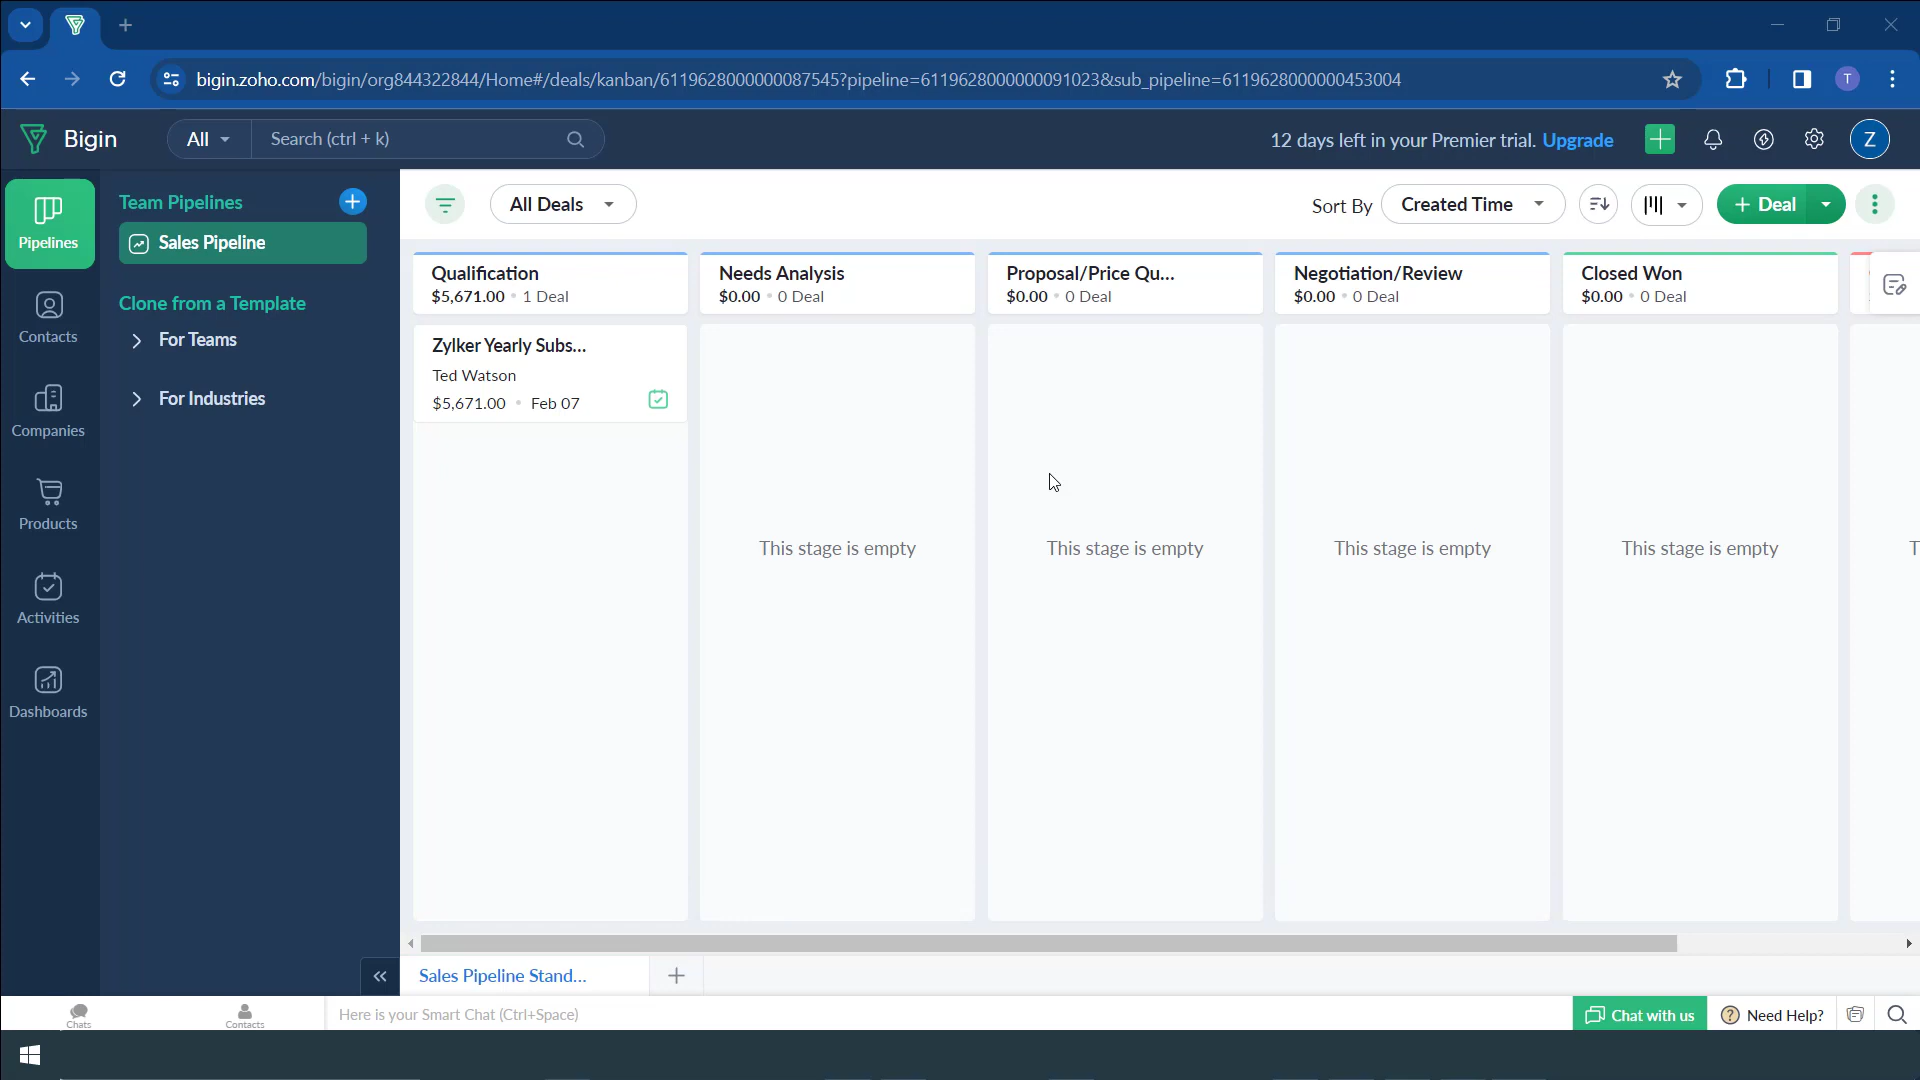 bigin.zoho.com/bigin/org844322844/Home#/deals/kanban/6119628000000087545?pipeline=6119628000000091023&sub_pipeline=6119628000000453004
T
Bigin
All
Search (ctrl + k)
12 days left in your Premier trial. Upgrade
Z
Pipelines
Contacts
Companies
Products
Activities
Dashboards
Team Pipelines
Sales Pipeline
Clone from a Template
For Teams
For Industries
All Deals
Sort By
Created Time
+ Deal
Qualification
$5,671.00 • 1 Deal
Needs Analysis
$0.00 • 0 Deal
Proposal/Price Qu...
$0.00 • 0 Deal
Negotiation/Review
$0.00 • 0 Deal
Closed Won
$0.00 • 0 Deal
Zylker Yearly Subs...
Ted Watson
$5,671.00 • Feb 07
This stage is empty
This stage is empty
This stage is empty
This stage is empty
T
Sales Pipeline Stand...
Chats
Contacts
Here is your Smart Chat (Ctrl+Space)
Chat with us
? Need Help?